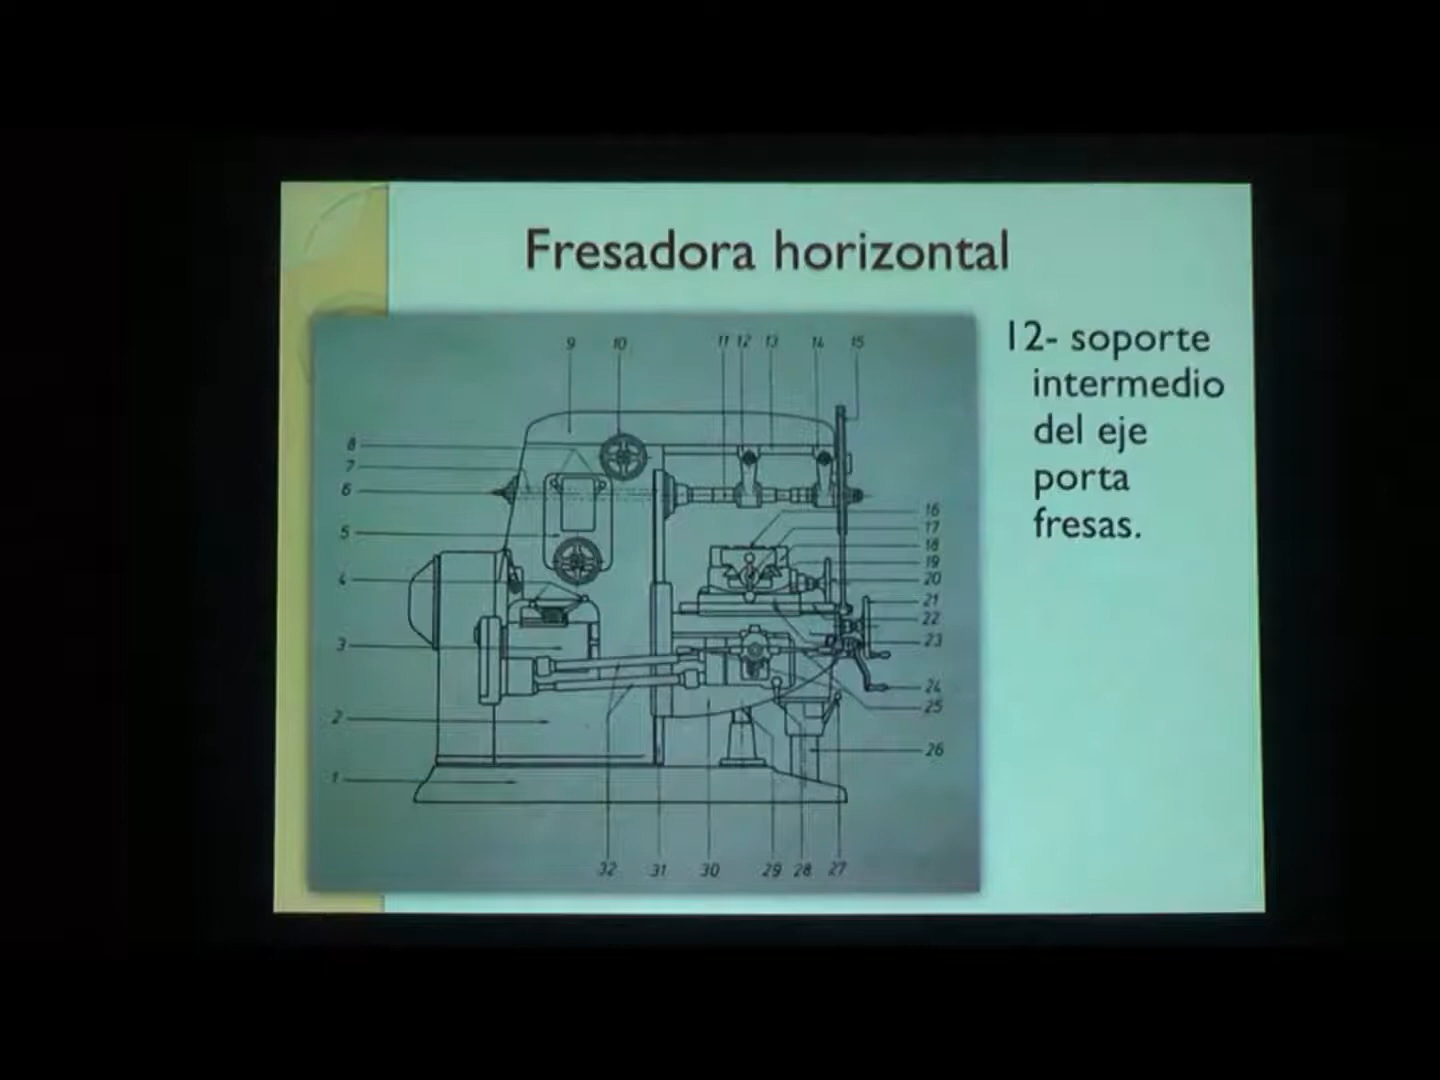 Fresadora horizontal
12- soporte
intermedio
del eje
porta
fresas.
9 10 11 12 13 14 15
8
7
6
5
4
3
2
1
16
17
18
19
20
21
22
23
24
25
26
32 31 30 29 28 27